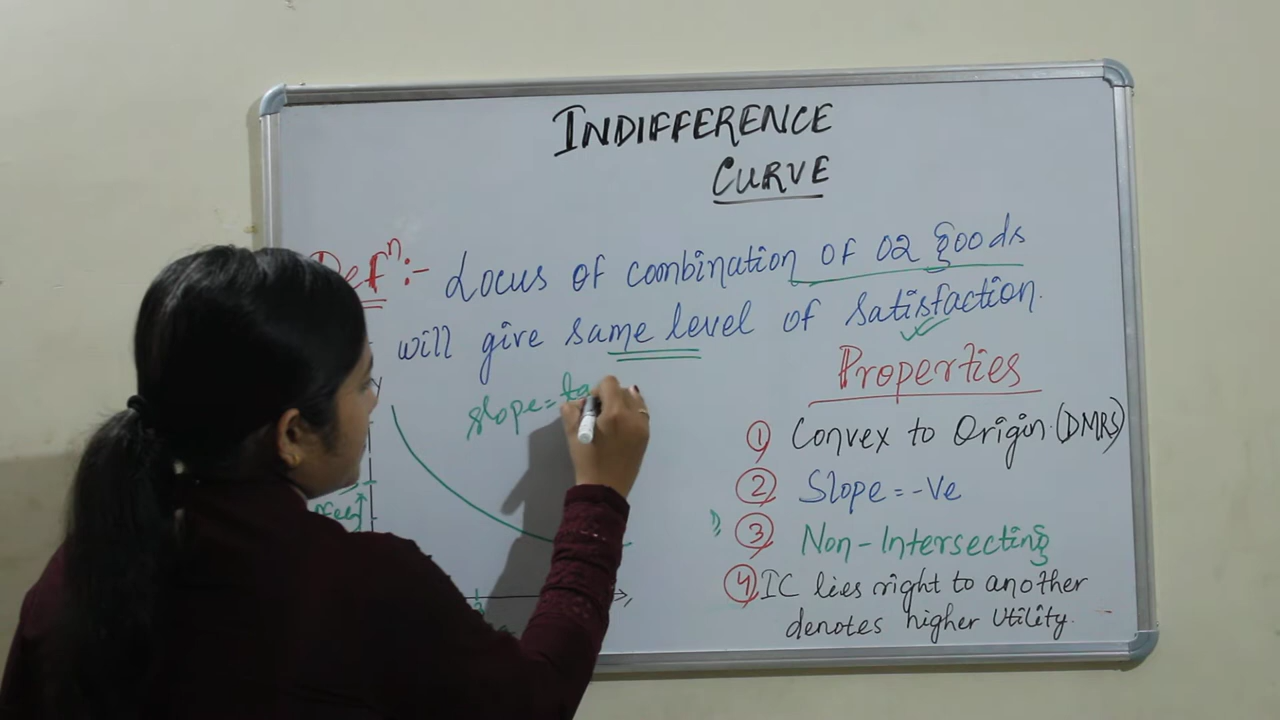 INDIFFERENCE
CURVE
Defⁿ:- Locus of combination of 02 goods
will give same level of satisfaction.
Slope=ta
Properties
① Convex to Origin.(DMRS)
② Slope=-Ve
③ Non-Intersecting
④ IC lies right to another
denotes higher Utility.